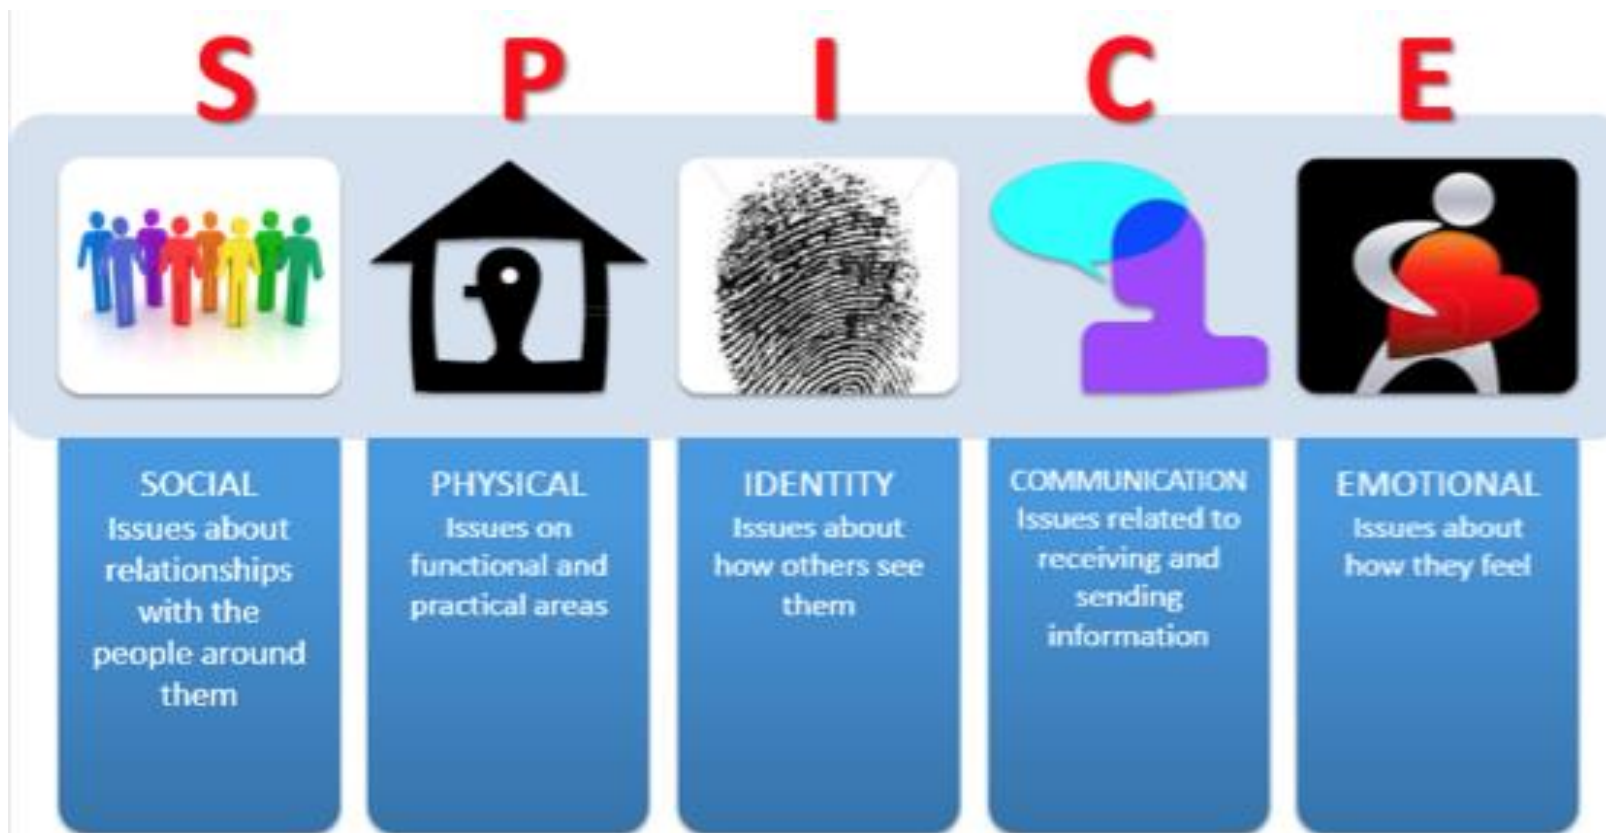 S P I C E
SOCIAL
Issues about
relationships
with the
people around
them
PHYSICAL
Issues on
functional and
practical areas
IDENTITY
Issues about
how others see
them
COMMUNICATION
Issues related to
receiving and
sending
information
EMOTIONAL
Issues about
how they feel